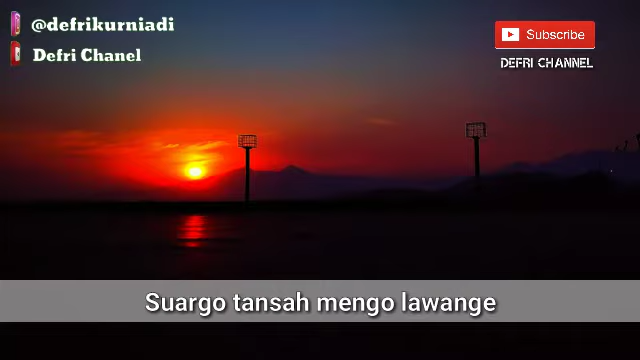 @defrikurniadi
Defri Chanel
Subscribe
DEFRI CHANNEL
Suargo tansah mengo lawange